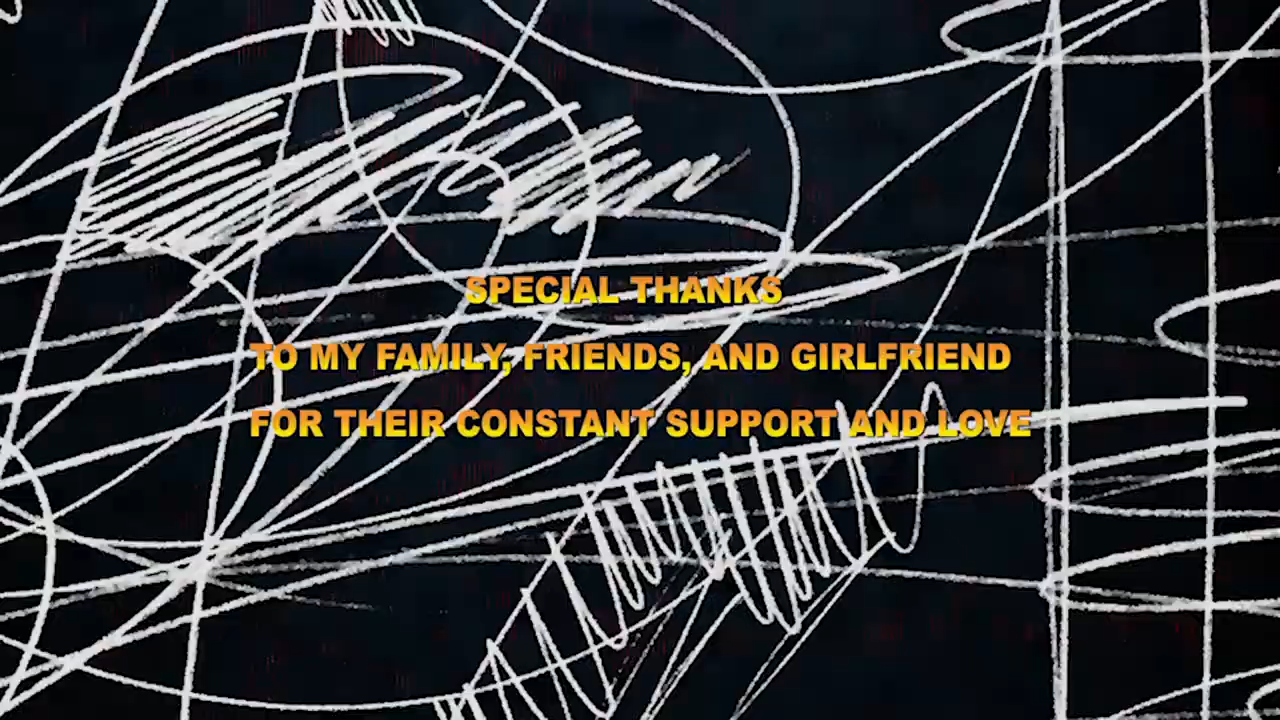 SPECIAL THANKS
TO MY FAMILY, FRIENDS, AND GIRLFRIEND
FOR THEIR CONSTANT SUPPORT AND LOVE